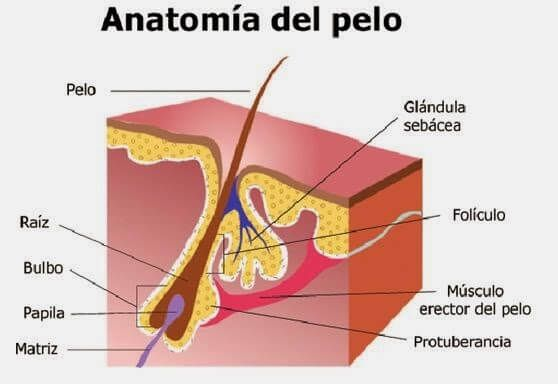 Anatomía del pelo
Pelo
Glándula
sebácea
Folículo
Raíz
Bulbo
Papila
Matriz
Músculo
erector del pelo
Protuberancia